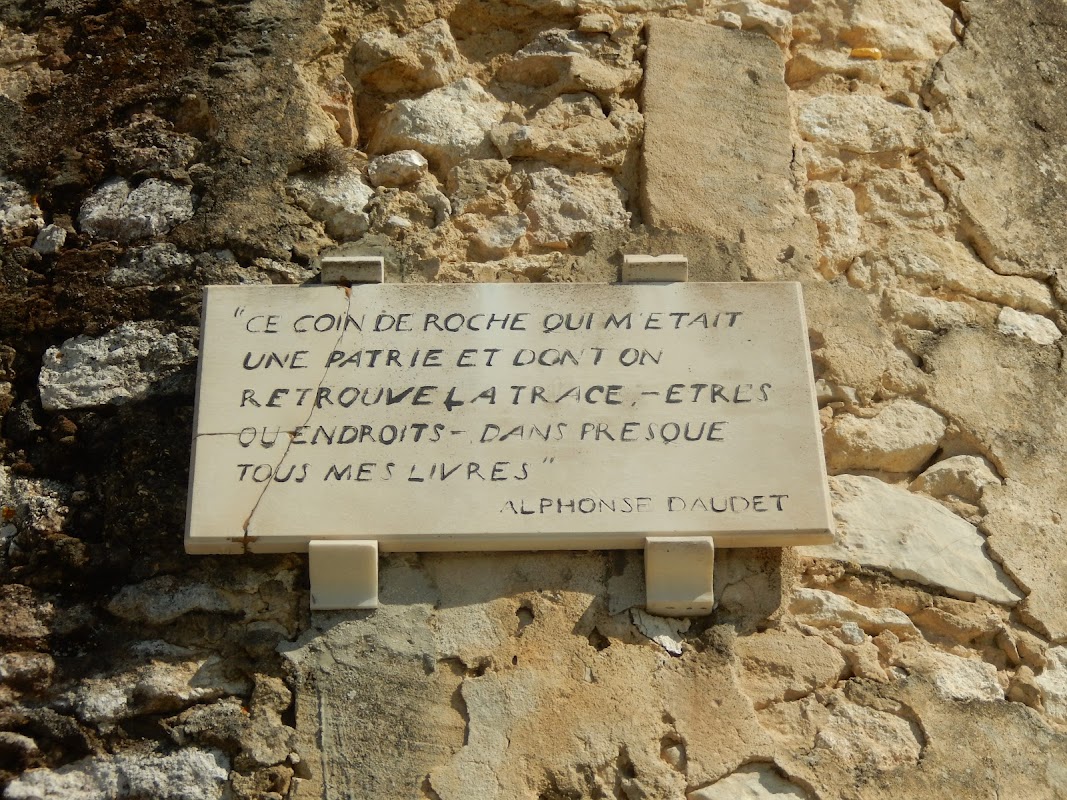 "CE COIN DE ROCHE QUI M'ETAIT
UNE PATRIE ET DONT ON
RETROUVE LA TRACE, - ETRES
OU ENDROITS - DANS PRESQUE
TOUS MES LIVRES"
ALPHONSE DAUDET